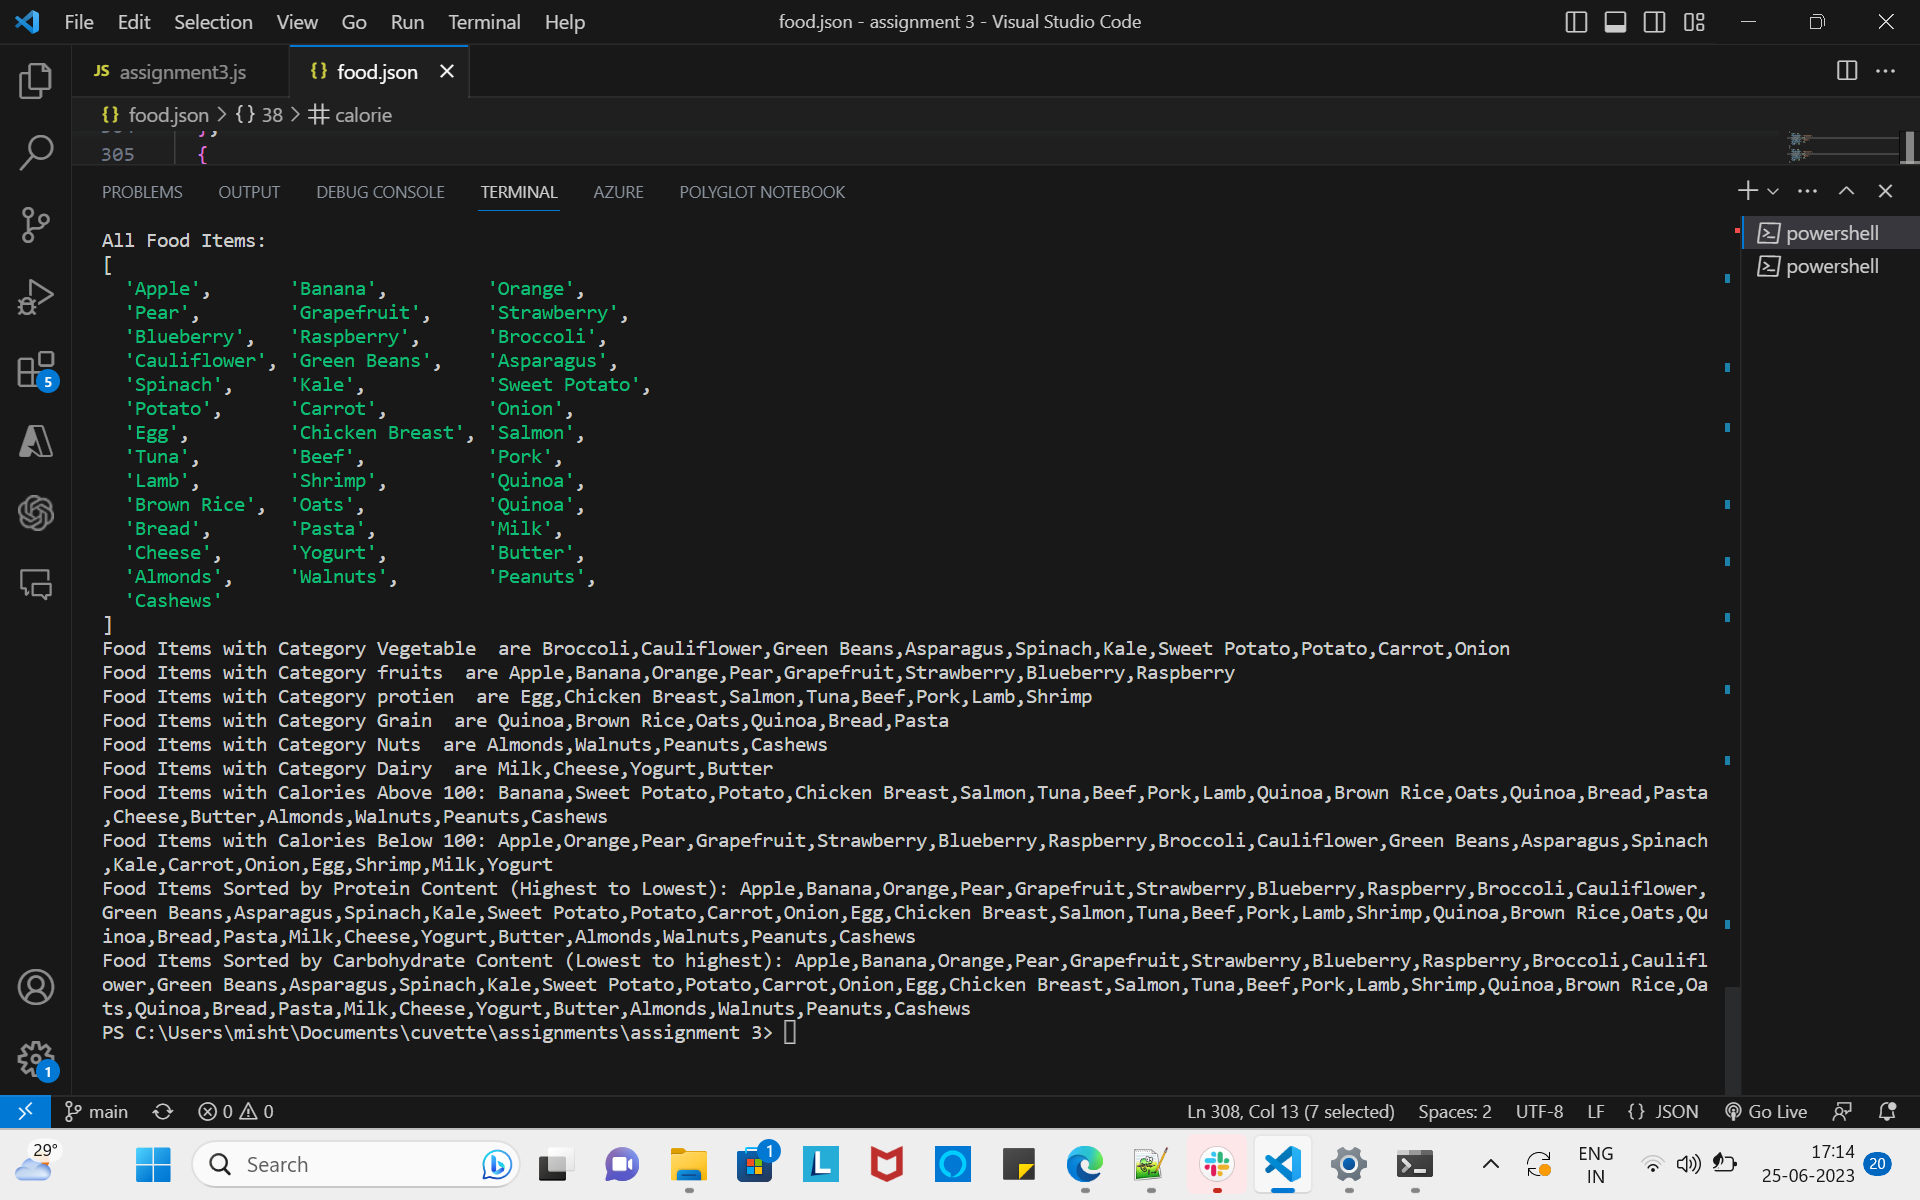 File Edit Selection View Go Run Terminal Help food.json - assignment 3 - Visual Studio Code
JS assignment3.js {} food.json
{} food.json > {} 38 > # calorie
305 {
PROBLEMS OUTPUT DEBUG CONSOLE TERMINAL AZURE POLYGLOT NOTEBOOK
powershell
powershell
All Food Items:
[
'Apple', 'Banana', 'Orange',
'Pear', 'Grapefruit', 'Strawberry',
'Blueberry', 'Raspberry', 'Broccoli',
'Cauliflower', 'Green Beans', 'Asparagus',
'Spinach', 'Kale', 'Sweet Potato',
'Potato', 'Carrot', 'Onion',
'Egg', 'Chicken Breast', 'Salmon',
'Tuna', 'Beef', 'Pork',
'Lamb', 'Shrimp', 'Quinoa',
'Brown Rice', 'Oats', 'Quinoa',
'Bread', 'Pasta', 'Milk',
'Cheese', 'Yogurt', 'Butter',
'Almonds', 'Walnuts', 'Peanuts',
'Cashews'
]
Food Items with Category Vegetable  are Broccoli,Cauliflower,Green Beans,Asparagus,Spinach,Kale,Sweet Potato,Potato,Carrot,Onion
Food Items with Category fruits  are Apple,Banana,Orange,Pear,Grapefruit,Strawberry,Blueberry,Raspberry
Food Items with Category protien  are Egg,Chicken Breast,Salmon,Tuna,Beef,Pork,Lamb,Shrimp
Food Items with Category Grain  are Quinoa,Brown Rice,Oats,Quinoa,Bread,Pasta
Food Items with Category Nuts  are Almonds,Walnuts,Peanuts,Cashews
Food Items with Category Dairy  are Milk,Cheese,Yogurt,Butter
Food Items with Calories Above 100: Banana,Sweet Potato,Potato,Chicken Breast,Salmon,Tuna,Beef,Pork,Lamb,Quinoa,Brown Rice,Oats,Quinoa,Bread,Pasta
,Cheese,Butter,Almonds,Walnuts,Peanuts,Cashews
Food Items with Calories Below 100: Apple,Orange,Pear,Grapefruit,Strawberry,Blueberry,Raspberry,Broccoli,Cauliflower,Green Beans,Asparagus,Spinach
,Kale,Carrot,Onion,Egg,Shrimp,Milk,Yogurt
Food Items Sorted by Protein Content (Highest to Lowest): Apple,Banana,Orange,Pear,Grapefruit,Strawberry,Blueberry,Raspberry,Broccoli,Cauliflower,
Green Beans,Asparagus,Spinach,Kale,Sweet Potato,Potato,Carrot,Onion,Egg,Chicken Breast,Salmon,Tuna,Beef,Pork,Lamb,Shrimp,Quinoa,Brown Rice,Oats,Qu
inoa,Bread,Pasta,Milk,Cheese,Yogurt,Butter,Almonds,Walnuts,Peanuts,Cashews
Food Items Sorted by Carbohydrate Content (Lowest to highest): Apple,Banana,Orange,Pear,Grapefruit,Strawberry,Blueberry,Raspberry,Broccoli,Caulifl
ower,Green Beans,Asparagus,Spinach,Kale,Sweet Potato,Potato,Carrot,Onion,Egg,Chicken Breast,Salmon,Tuna,Beef,Pork,Lamb,Shrimp,Quinoa,Brown Rice,Oa
ts,Quinoa,Bread,Pasta,Milk,Cheese,Yogurt,Butter,Almonds,Walnuts,Peanuts,Cashews
PS C:\Users\misht\Documents\cuvette\assignments\assignment 3>
5
1
main 0 0 Ln 308, Col 13 (7 selected) Spaces: 2 UTF-8 LF {} JSON Go Live
29° Search 1 L ENG IN 17:14 25-06-2023 20